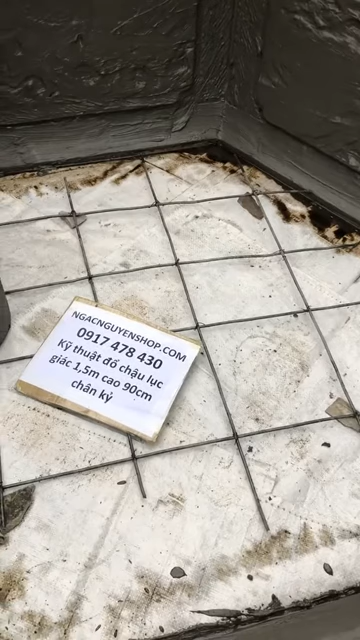 NGACNGUYENSHOP.COM
0917 478 430
Kỹ thuật đổ chậu lục
giác 1,5m cao 90cm
chân kỷ